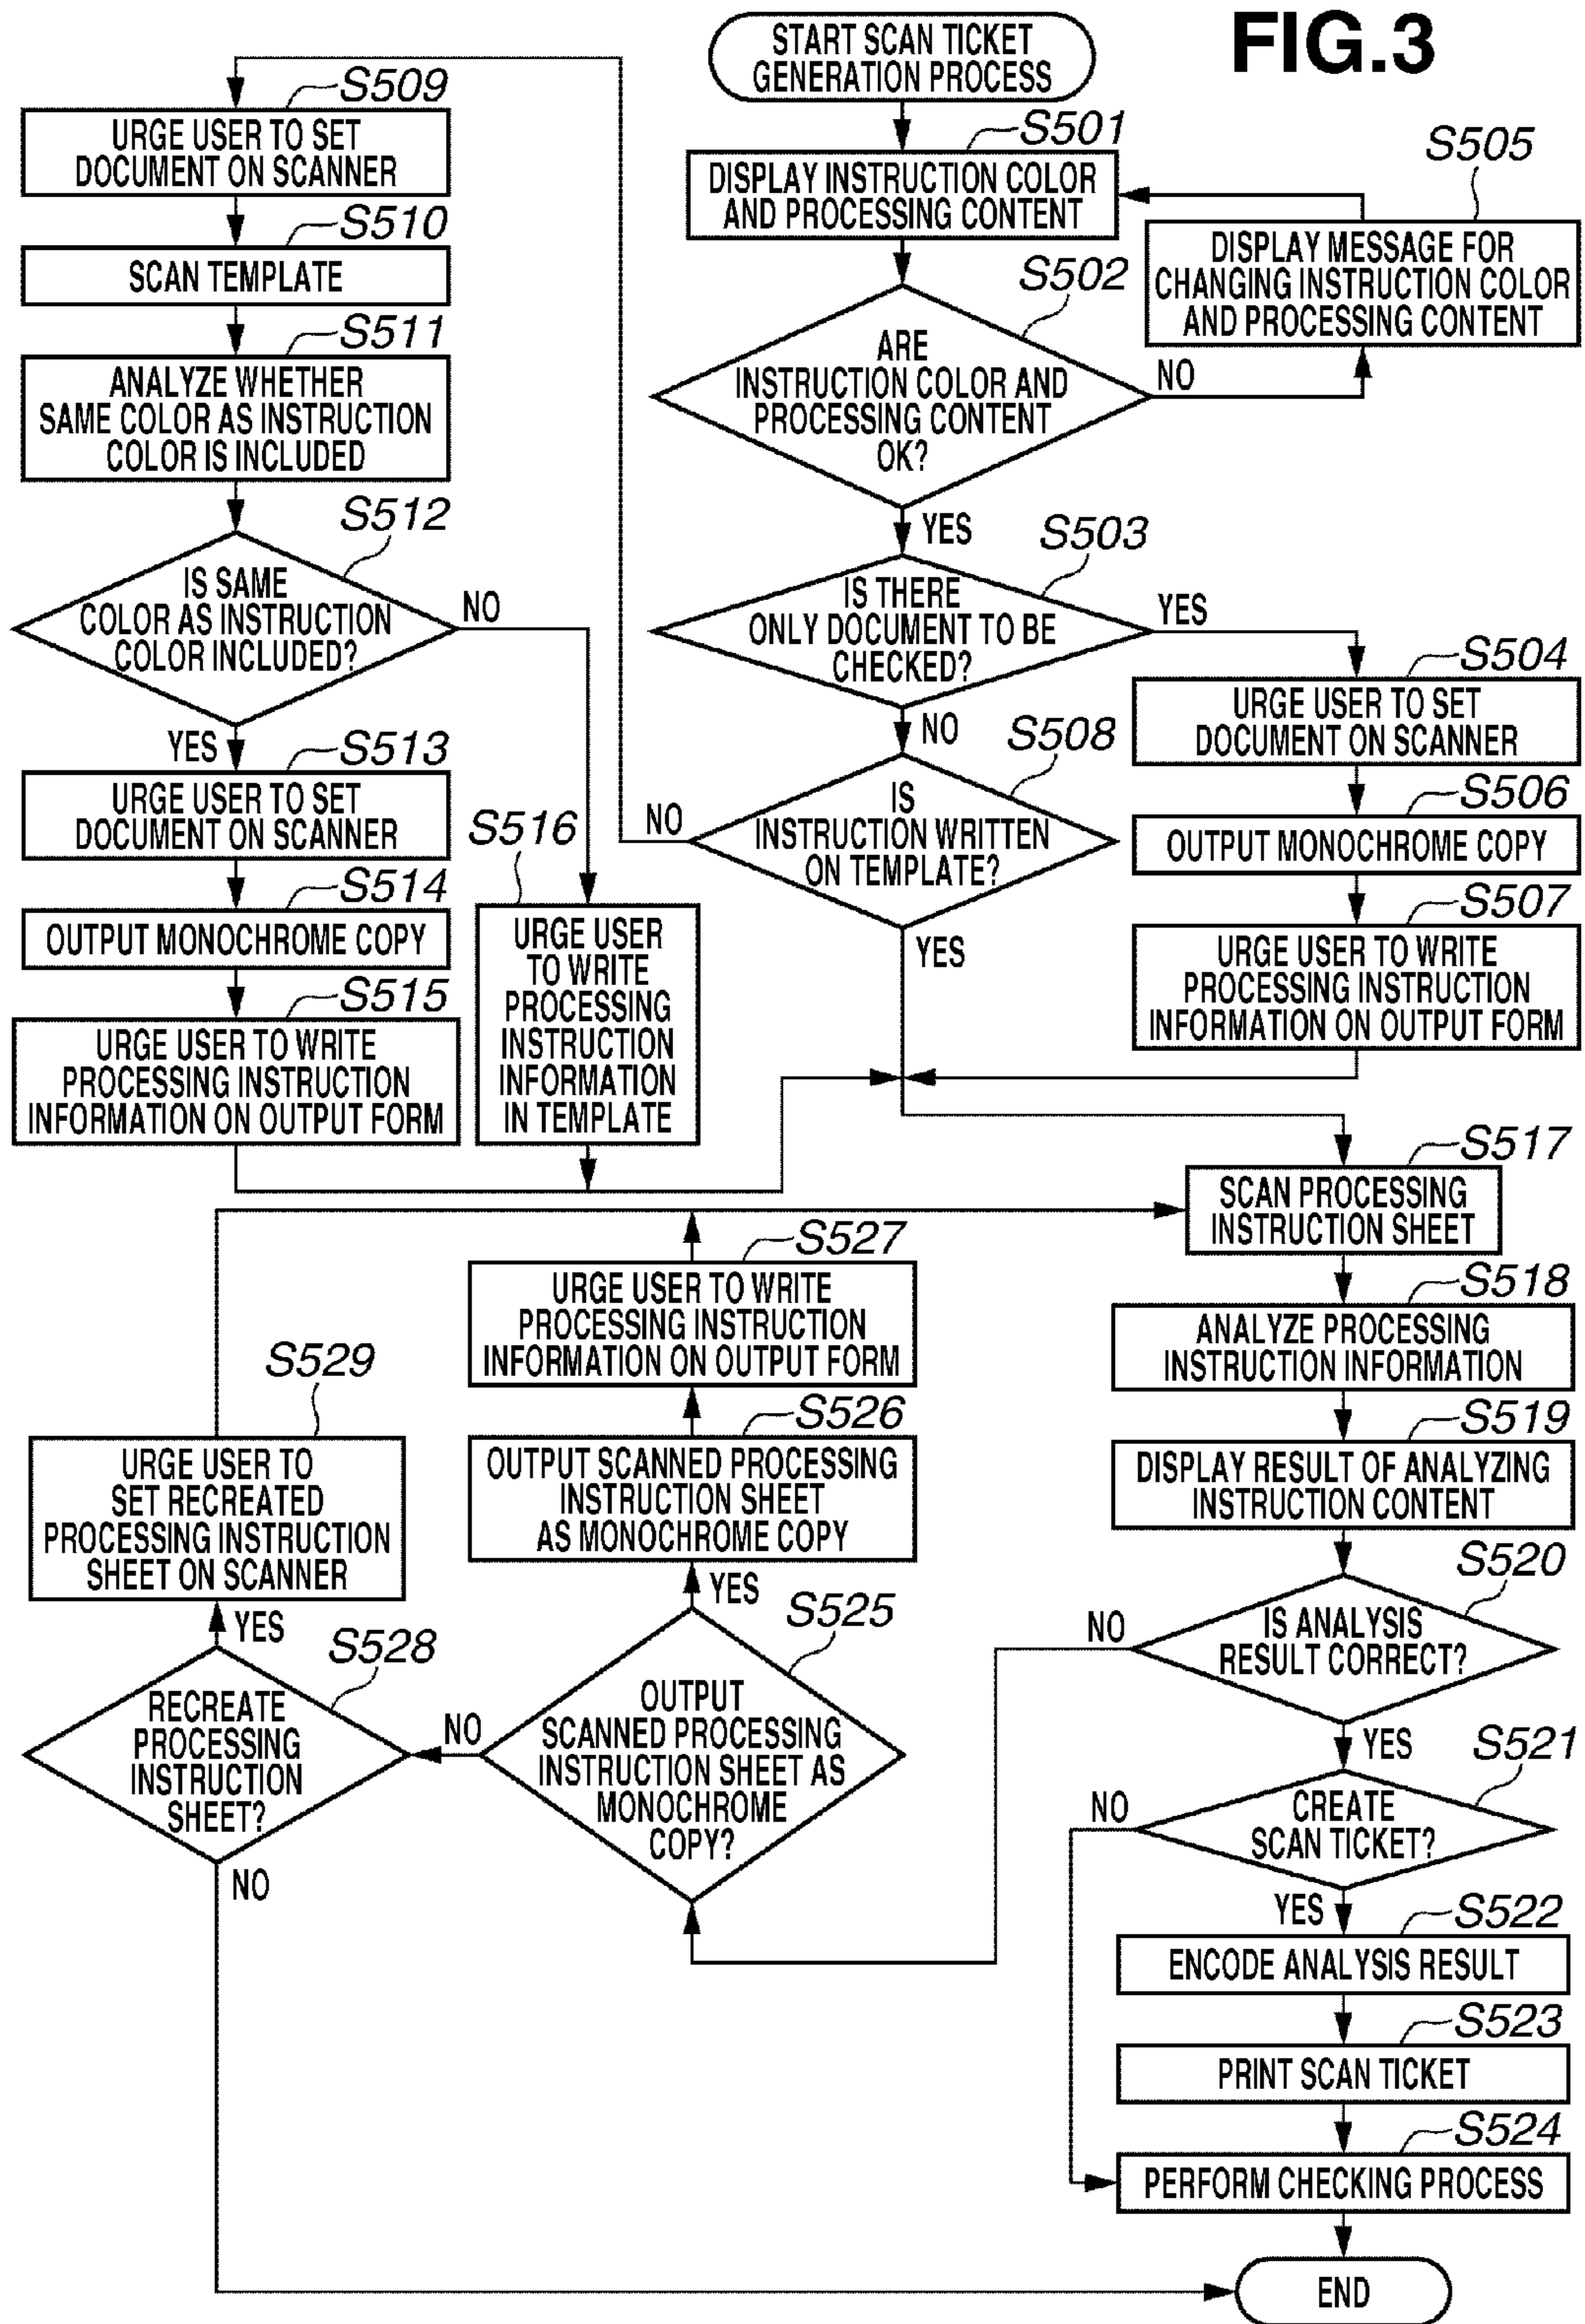 FIG.3
START SCAN TICKET
GENERATION PROCESS
S501
DISPLAY INSTRUCTION COLOR
AND PROCESSING CONTENT
S505
DISPLAY MESSAGE FOR
CHANGING INSTRUCTION COLOR
AND PROCESSING CONTENT
S502
ARE
INSTRUCTION COLOR AND
PROCESSING CONTENT
OK?
NO
YES
S503
IS THERE
ONLY DOCUMENT TO BE
CHECKED?
YES
NO
S504
URGE USER TO SET
DOCUMENT ON SCANNER
S506
OUTPUT MONOCHROME COPY
S507
URGE USER TO WRITE
PROCESSING INSTRUCTION
INFORMATION ON OUTPUT FORM
S508
IS
INSTRUCTION WRITTEN
ON TEMPLATE?
NO
YES
S509
URGE USER TO SET
DOCUMENT ON SCANNER
S510
SCAN TEMPLATE
S511
ANALYZE WHETHER
SAME COLOR AS INSTRUCTION
COLOR IS INCLUDED
S512
IS SAME
COLOR AS INSTRUCTION
COLOR INCLUDED?
NO
YES
S513
URGE USER TO SET
DOCUMENT ON SCANNER
S514
OUTPUT MONOCHROME COPY
S515
URGE USER TO WRITE
PROCESSING INSTRUCTION
INFORMATION ON OUTPUT FORM
S516
URGE USER
TO WRITE
PROCESSING
INSTRUCTION
INFORMATION
IN TEMPLATE
S517
SCAN PROCESSING
INSTRUCTION SHEET
S518
ANALYZE PROCESSING
INSTRUCTION INFORMATION
S519
DISPLAY RESULT OF ANALYZING
INSTRUCTION CONTENT
S520
IS ANALYSIS
RESULT CORRECT?
NO
YES
S521
CREATE
SCAN TICKET?
NO
YES
S522
ENCODE ANALYSIS RESULT
S523
PRINT SCAN TICKET
S524
PERFORM CHECKING PROCESS
S527
URGE USER TO WRITE
PROCESSING INSTRUCTION
INFORMATION ON OUTPUT FORM
S526
OUTPUT SCANNED PROCESSING
INSTRUCTION SHEET
AS MONOCHROME COPY
YES
S525
OUTPUT
SCANNED PROCESSING
INSTRUCTION SHEET AS
MONOCHROME
COPY?
NO
S529
URGE USER TO
SET RECREATED
PROCESSING INSTRUCTION
SHEET ON SCANNER
YES
S528
RECREATE
PROCESSING
INSTRUCTION
SHEET?
NO
END